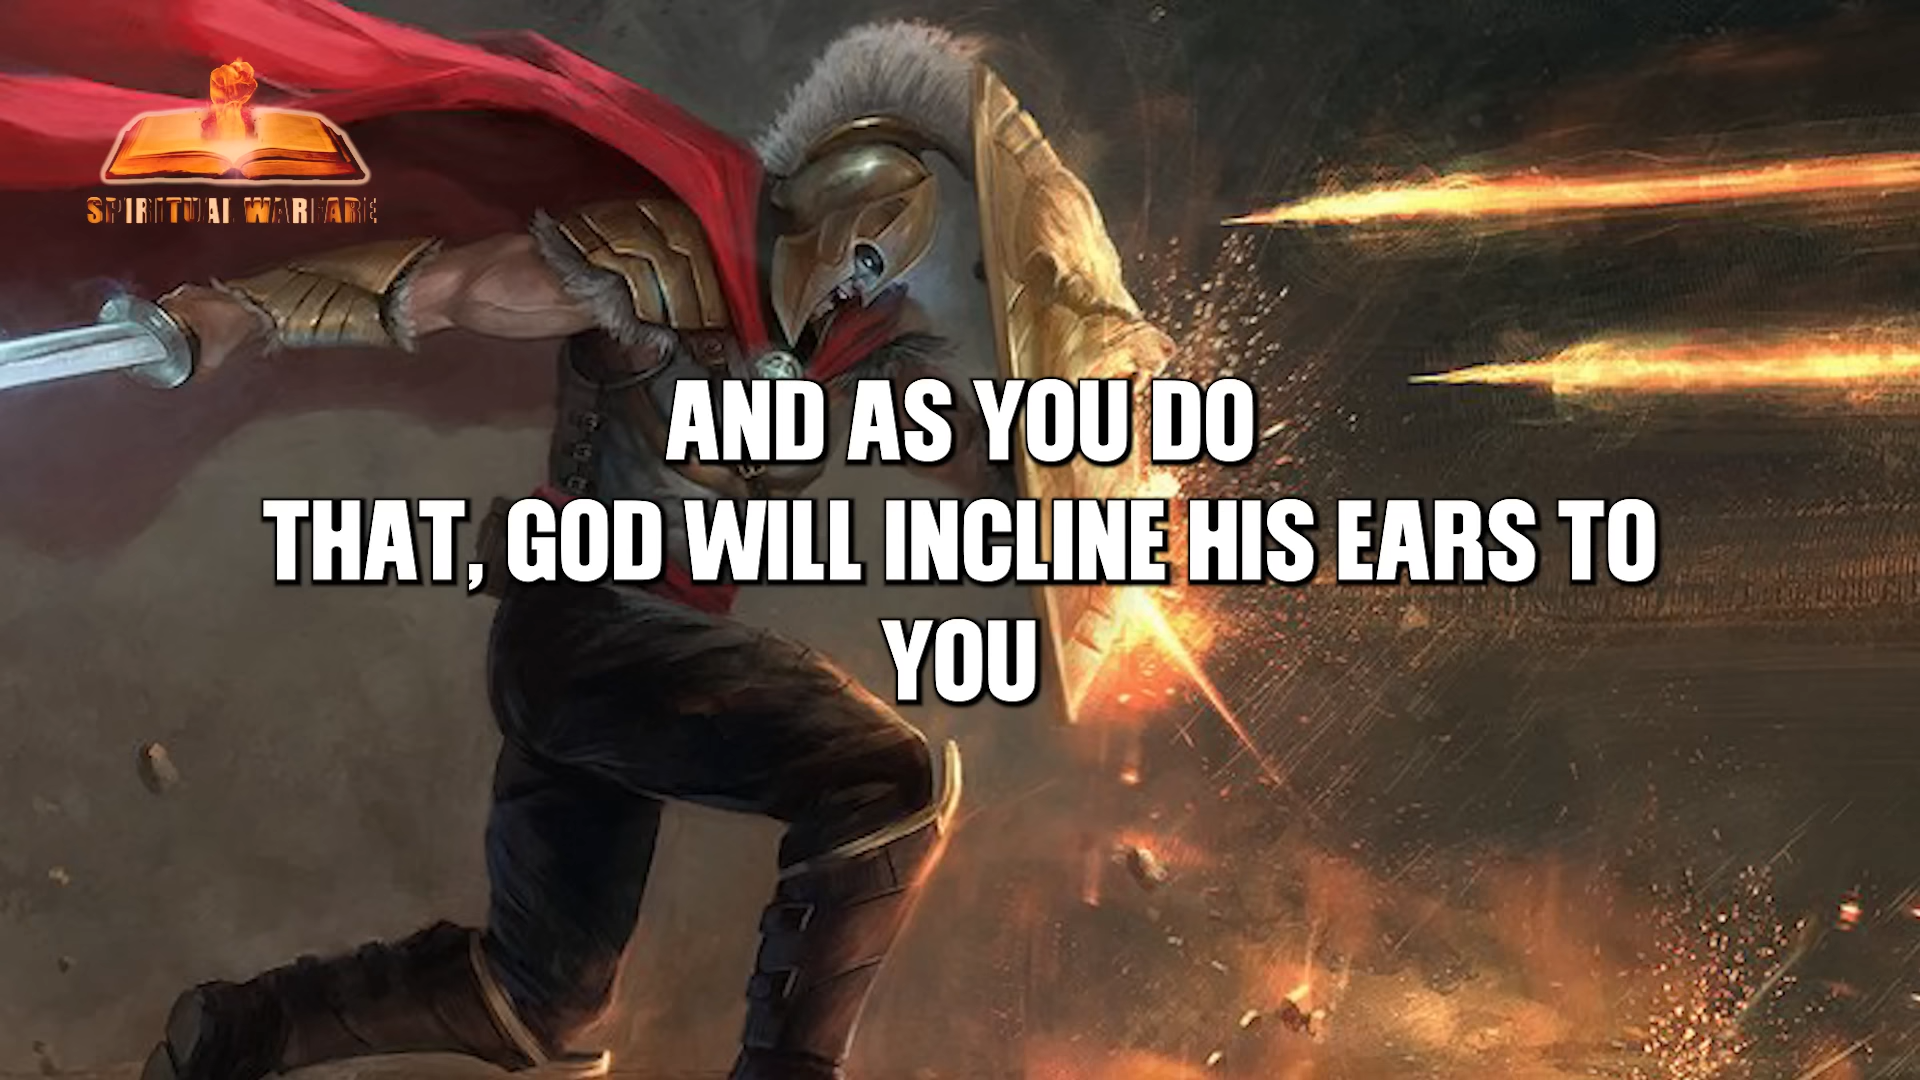 SPIRITUAL WARFARE
AND AS YOU DO
THAT, GOD WILL INCLINE HIS EARS TO
YOU